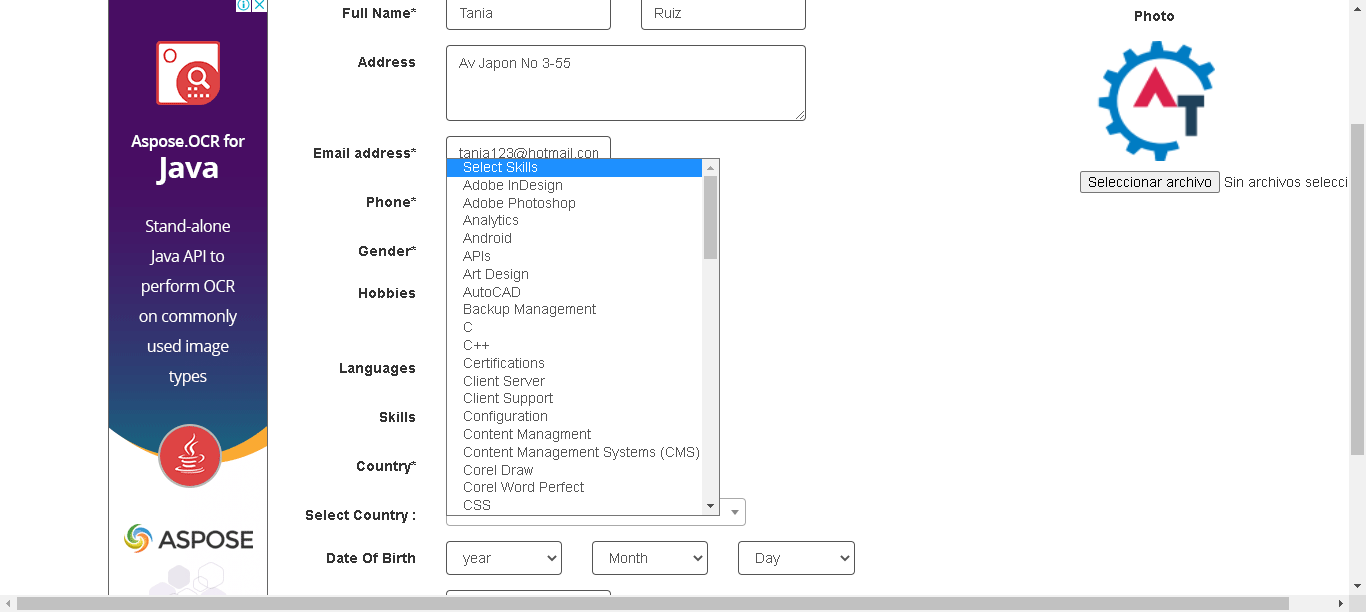 Full Name*
Tania
Ruiz
Photo
Address
Av Japon No 3-55
Email address*
tania123@hotmail.con
Seleccionar archivo Sin archivos selecci
Phone*
Gender*
Hobbies
Languages
Skills
Country*
Select Skills
Adobe InDesign
Adobe Photoshop
Analytics
Android
APIs
Art Design
AutoCAD
Backup Management
C
C++
Certifications
Client Server
Client Support
Configuration
Content Managment
Content Management Systems (CMS)
Corel Draw
Corel Word Perfect
CSS
Select Country :
Date Of Birth
year
Month
Day
Aspose.OCR for
Java
Stand-alone
Java API to
perform OCR
on commonly
used image
types
ASPOSE
AT